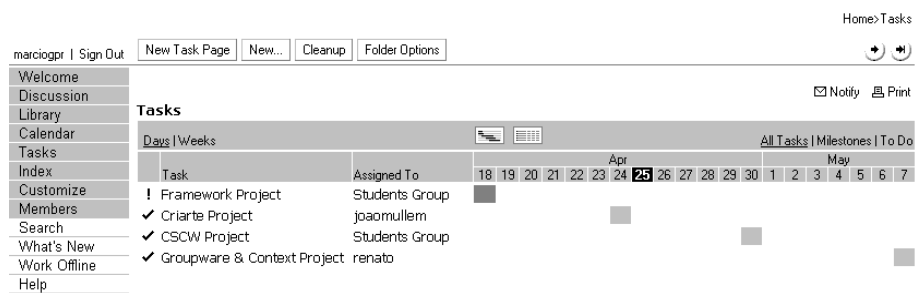 Home>Tasks
marciogpr | Sign Out
New Task Page
New...
Cleanup
Folder Options
Welcome
Discussion
Library
Calendar
Tasks
Index
Customize
Members
Search
What's New
Work Offline
Help
Notify Print
Tasks
Days | Weeks
All Tasks | Milestones | To Do
Apr May
Task Assigned To 18 19 20 21 22 23 24 25 26 27 28 29 30 1 2 3 4 5 6 7
! Framework Project Students Group
✓ Criarte Project joaomullem
✓ CSCW Project Students Group
✓ Groupware & Context Project renato